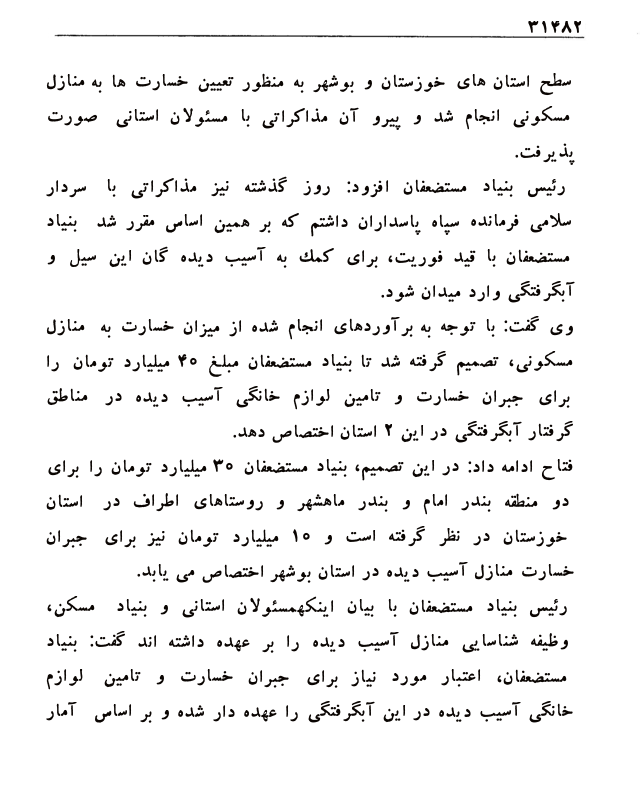 ۳۱۴۸۲
سطح استان های خوزستان و بوشهر به منظور تعیین خسارت ها به منازل
مسکونی انجام شد و پیرو آن مذاکراتی با مسئولان استانی صورت
پذیرفت.
رئیس بنیاد مستضعفان افزود: روز گذشته نیز مذاکراتی با سردار
سلامی فرمانده سپاه پاسداران داشتم که بر همین اساس مقرر شد بنیاد
مستضعفان با قید فوریت، برای کمك به آسیب دیده گان این سیل و
آبگرفتگی وارد میدان شود.
وی گفت: با توجه به برآوردهای انجام شده از میزان خسارت به منازل
مسکونی، تصمیم گرفته شد تا بنیاد مستضعفان مبلغ ۴۰ میلیارد تومان را
برای جبران خسارت و تامین لوازم خانگی آسیب دیده در مناطق
گرفتار آبگرفتگی در این ۲ استان اختصاص دهد.
فتاح ادامه داد: در این تصمیم، بنیاد مستضعفان ۳۰ میلیارد تومان را برای
دو منطقه بندر امام و بندر ماهشهر و روستاهای اطراف در استان
خوزستان در نظر گرفته است و ۱۰ میلیارد تومان نیز برای جبران
خسارت منازل آسیب دیده در استان بوشهر اختصاص می یابد.
رئیس بنیاد مستضعفان با بیان اینکهمسئولان استانی و بنیاد مسکن،
وظیفه شناسایی منازل آسیب دیده را بر عهده داشته اند گفت: بنیاد
مستضعفان، اعتبار مورد نیاز برای جبران خسارت و تامین لوازم
خانگی آسیب دیده در این آبگرفتگی را عهده دار شده و بر اساس آمار